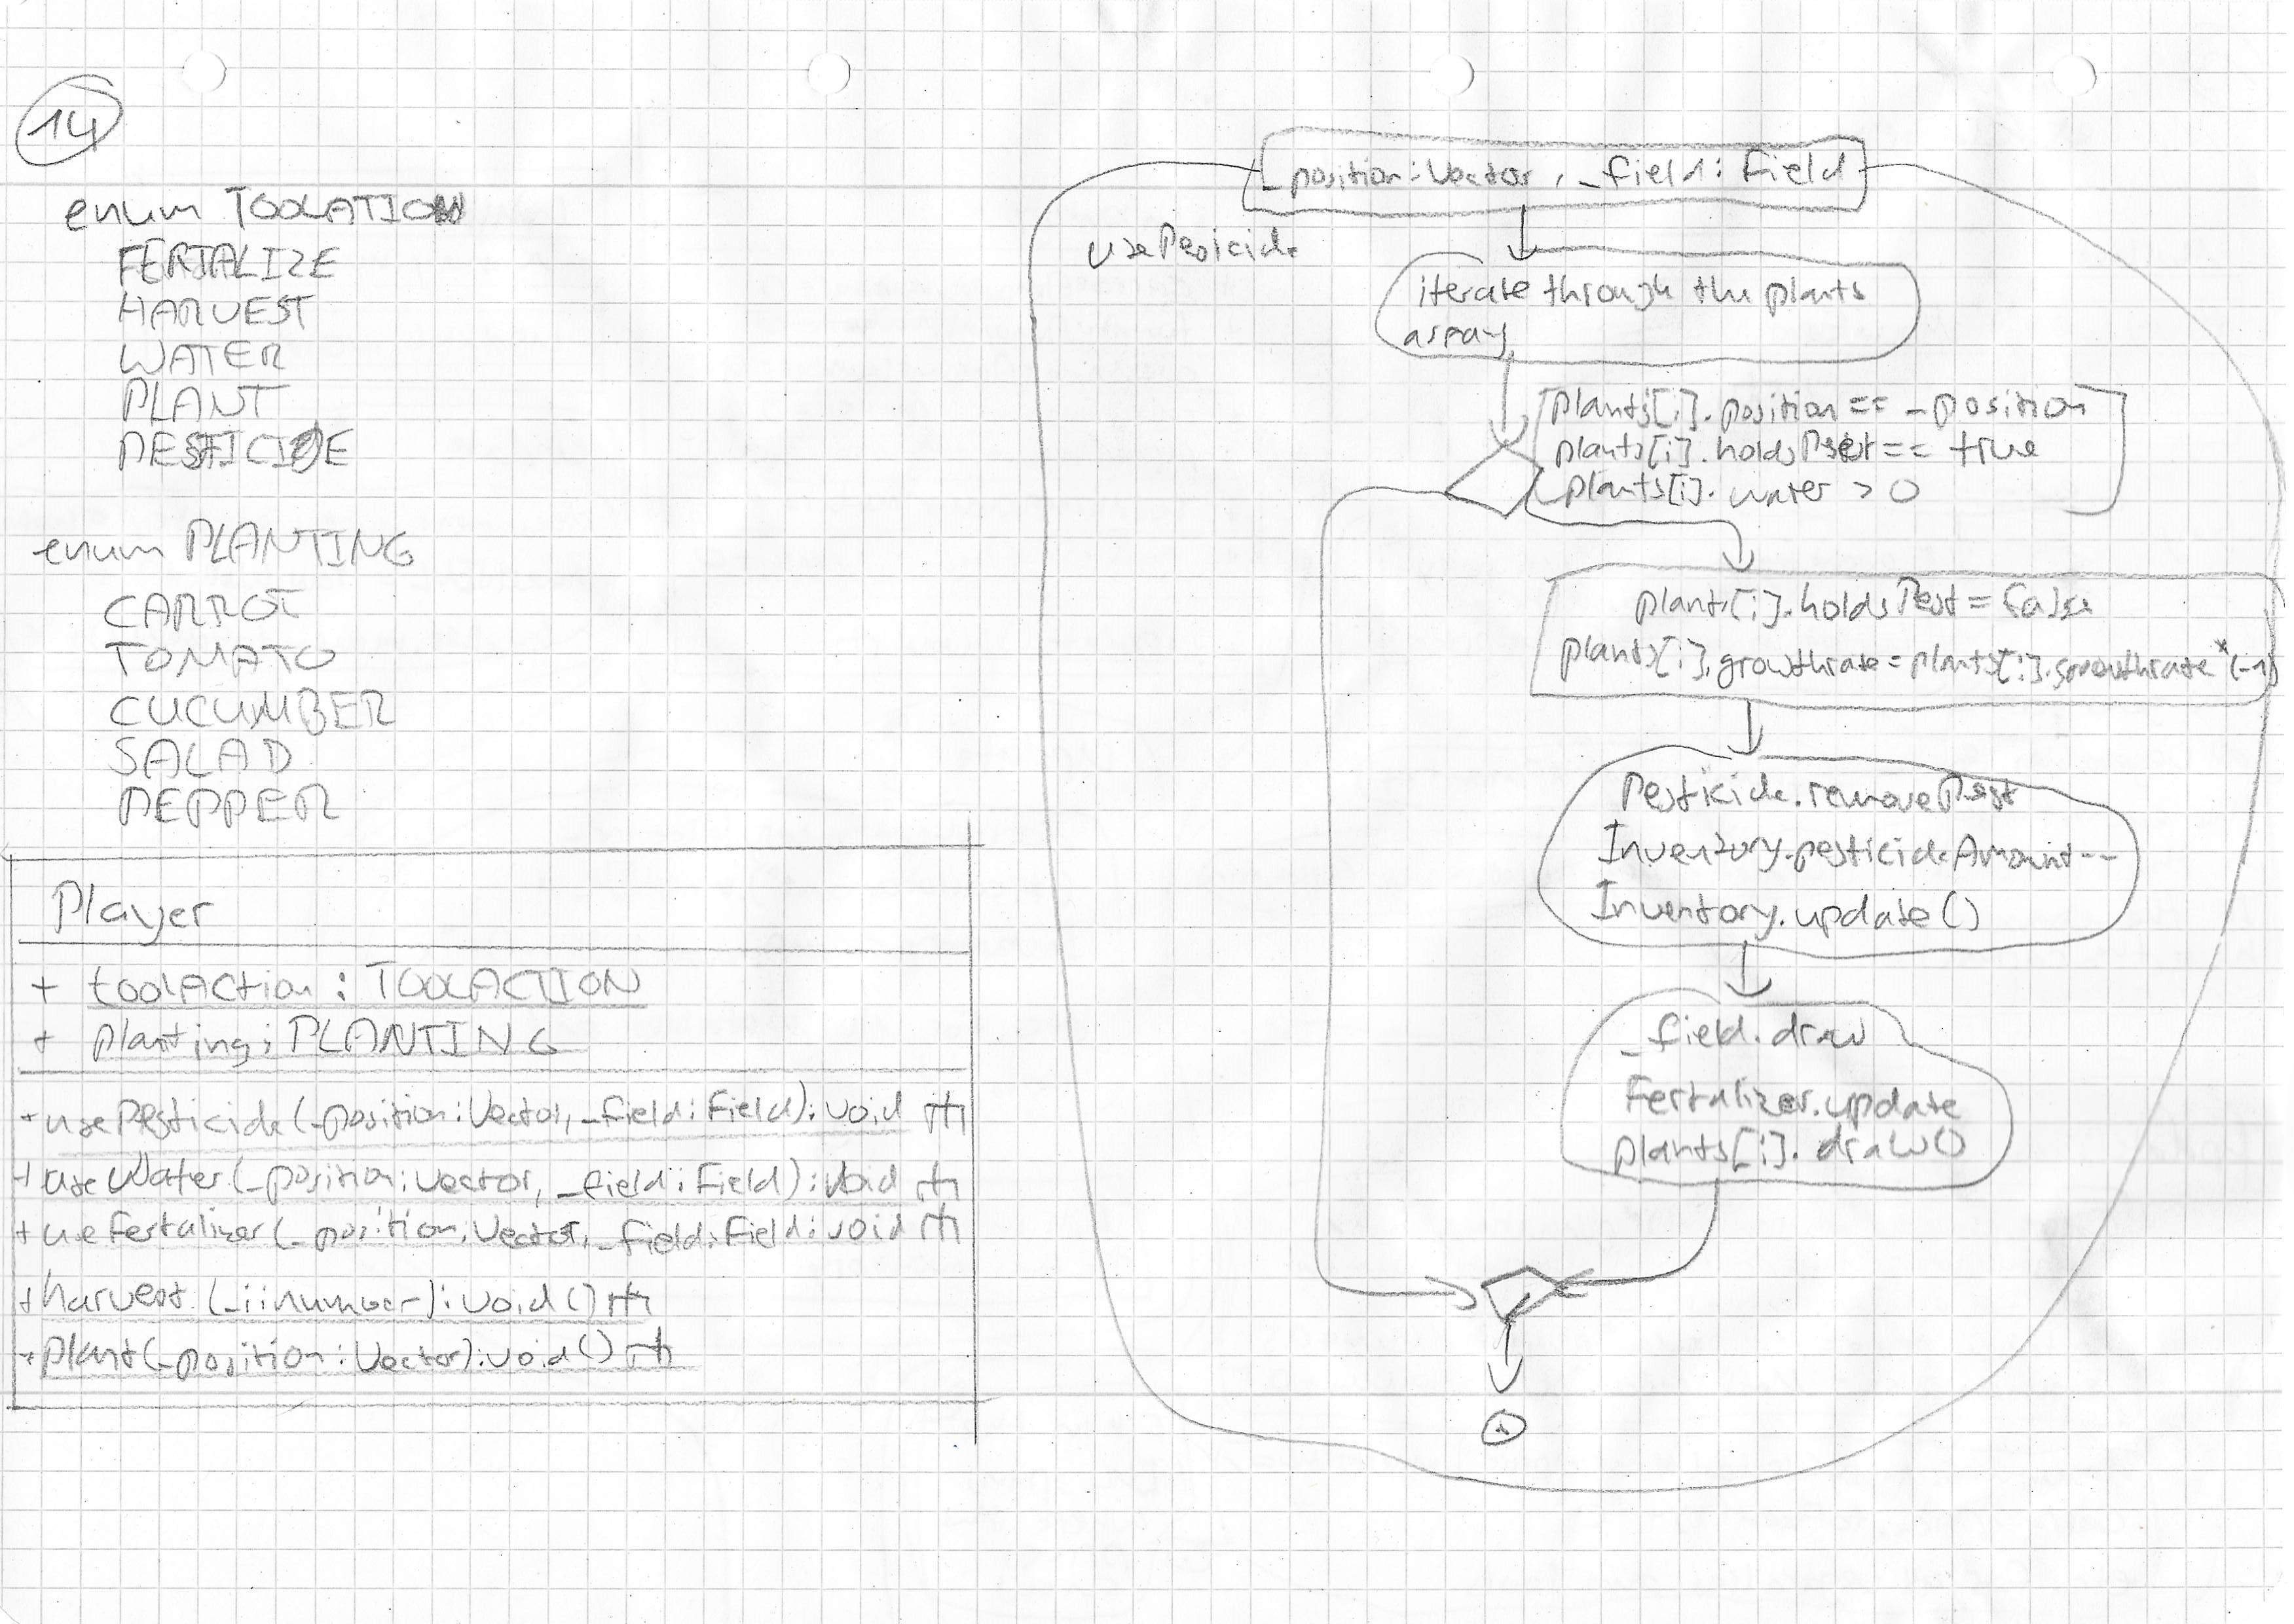 14
enum TOOLATION
FERTALIZE
HARVEST
WATER
PLANT
PESTICIDE
enum PLANTING
CARROT
TOMATO
CUCUMBER
SALAD
PEPPER
Player
+ toolAction : TOOLACTION
+ planting : PLANTING
+ usePesticide (_position : Vector, _field : Field) : void
+ useWater (_position : Vector, _field : Field) : void
+ useFertalizer (_position : Vector, _field : Field : void
+ harvest (_i : number) : void ()
+ plant (_position : Vector) : void ()
_position : Vector , _field : Field
usePesicide
iterate through the plants
array
plants[i].position == _position
plants[i].holdsPest == true
plants[i].water > 0
plants[i].holdsPest = false
plants[i].growthrate = plants[i].growthrate * (-1)
Pesticide.removePest
Inventory.pesticideAmount--
Inventory.update ()
_field.draw
Fertalizer.update
plants[i].draw()